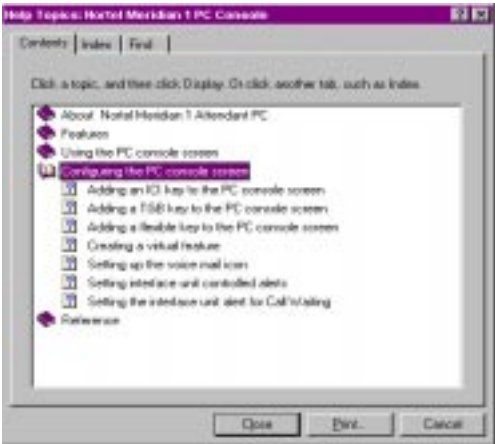 Help Topics: Nortel Meridian 1 PC Console
Contents Index Find
Click a topic, and then click Display. Or click another tab, such as Index.
About Nortel Meridian 1 Attendant PC
Features
Using the PC console screen
Configuring the PC console screen
Adding an ICI key to the PC console screen
Adding a TGB key to the PC console screen
Adding a flexible key to the PC console screen
Creating a virtual feature
Setting up the voice mail icon
Setting interface unit controlled alerts
Setting the interface unit alert for Call Waiting
Reference
Close Print... Cancel